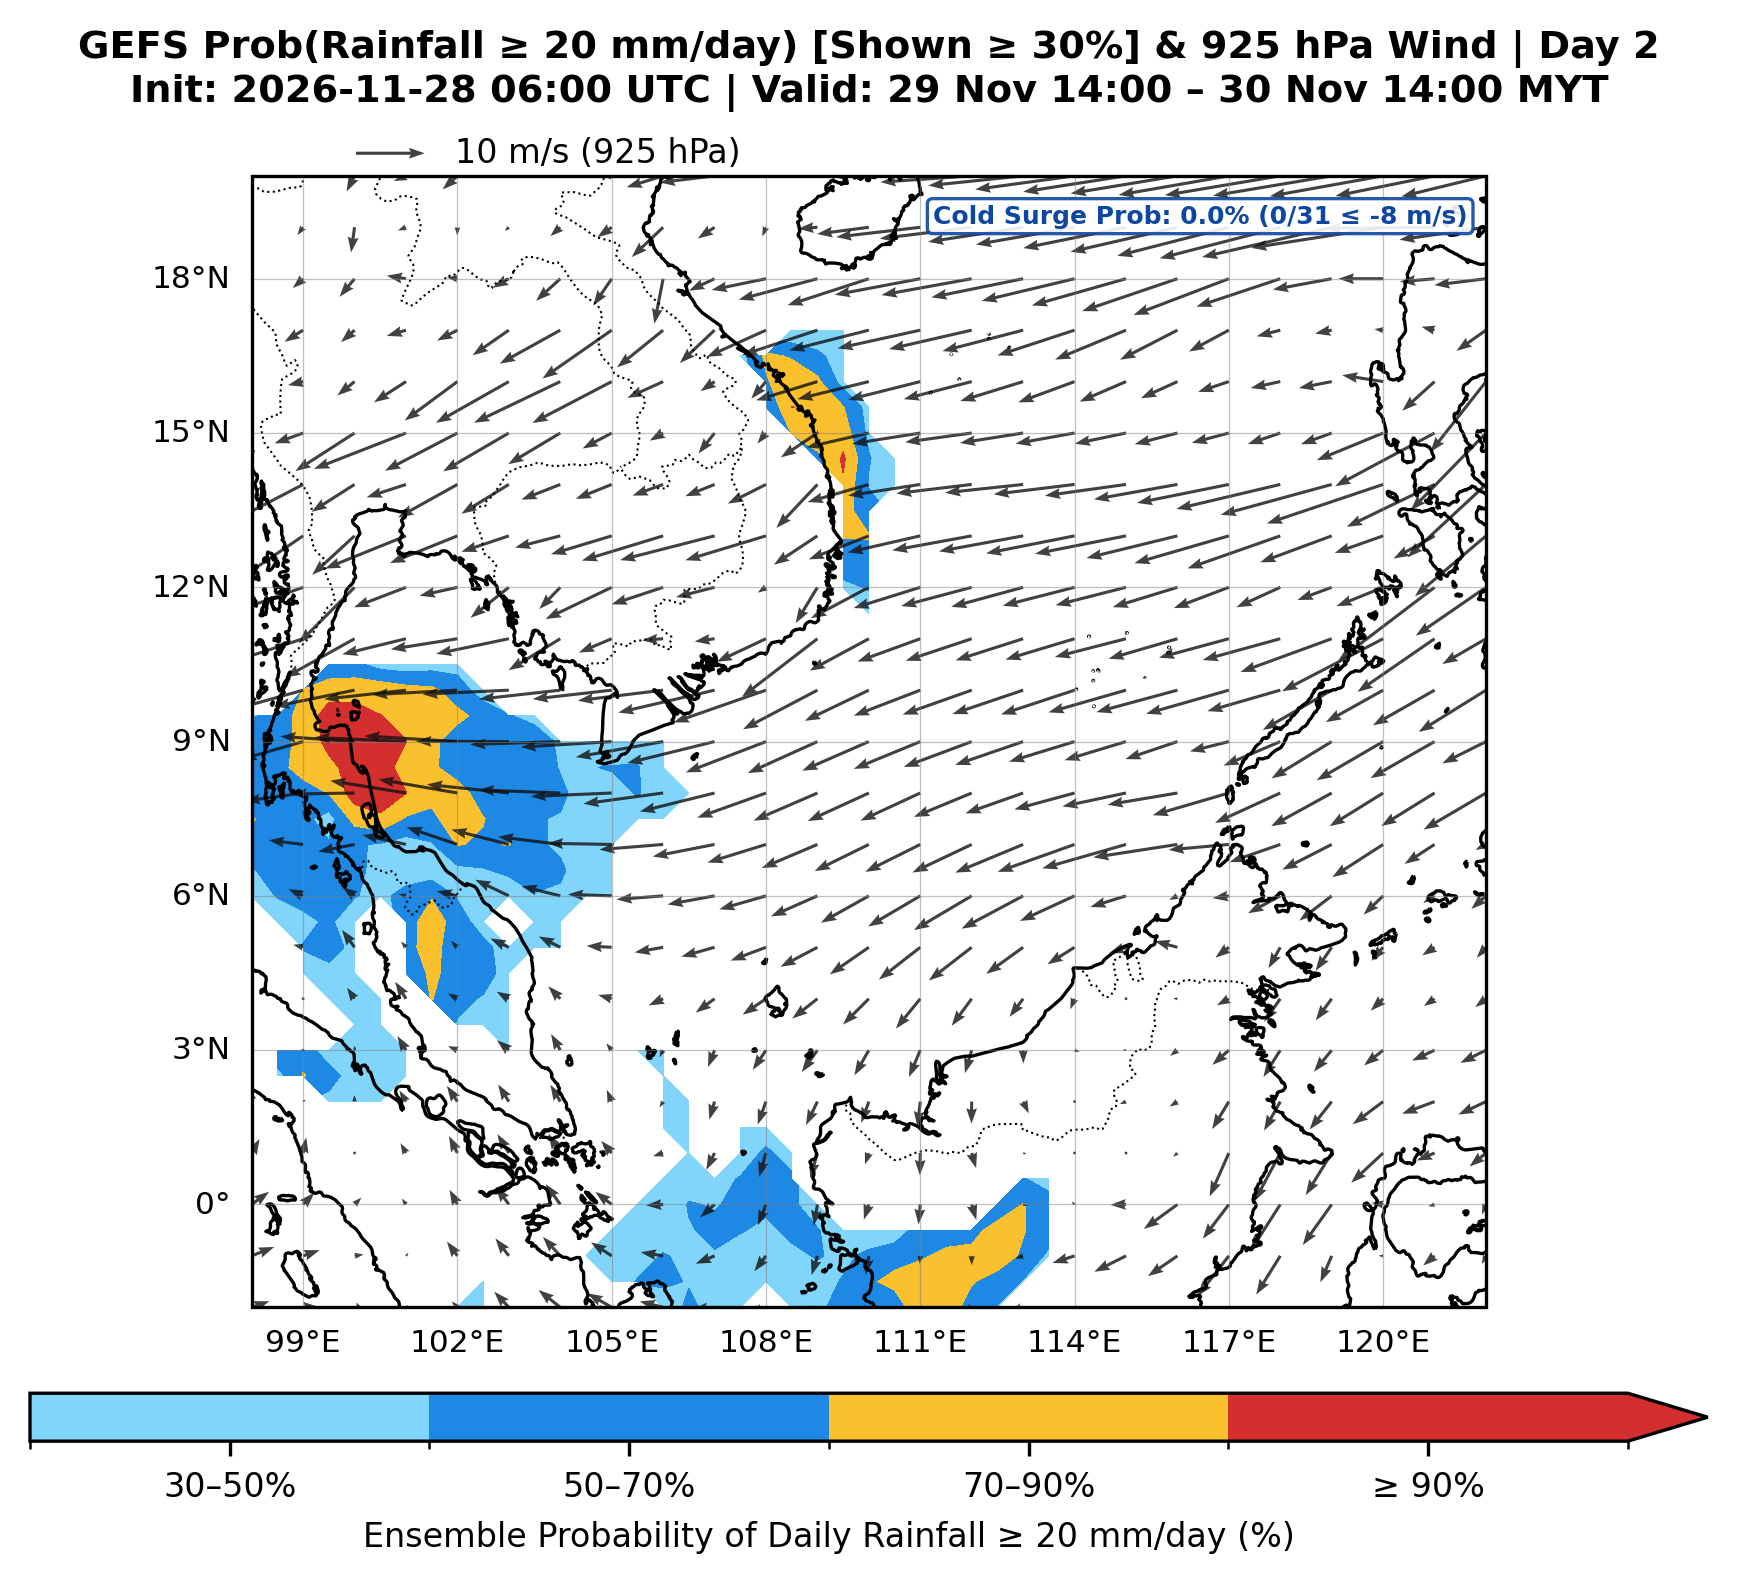 GEFS Prob(Rainfall ≥ 20 mm/day) [Shown ≥ 30%] & 925 hPa Wind | Day 2
Init: 2026-11-28 06:00 UTC | Valid: 29 Nov 14:00 – 30 Nov 14:00 MYT
10 m/s (925 hPa)
Cold Surge Prob: 0.0% (0/31 ≤ -8 m/s)
18°N
15°N
12°N
9°N
6°N
3°N
0°
99°E 102°E 105°E 108°E 111°E 114°E 117°E 120°E
30–50% 50–70% 70–90% ≥ 90%
Ensemble Probability of Daily Rainfall ≥ 20 mm/day (%)